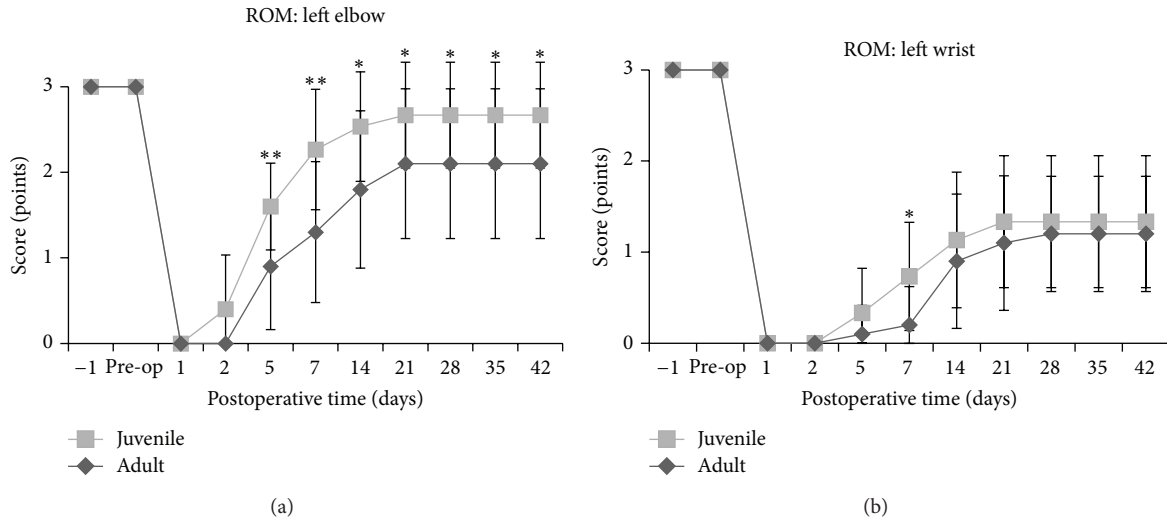 ROM: left elbow
** ** * * * * *
3
2
1
0
Score (points)
−1 Pre-op 1 2 5 7 14 21 28 35 42
Postoperative time (days)
Juvenile
Adult
(a)
ROM: left wrist
*
3
2
1
0
Score (points)
−1 Pre-op 1 2 5 7 14 21 28 35 42
Postoperative time (days)
Juvenile
Adult
(b)